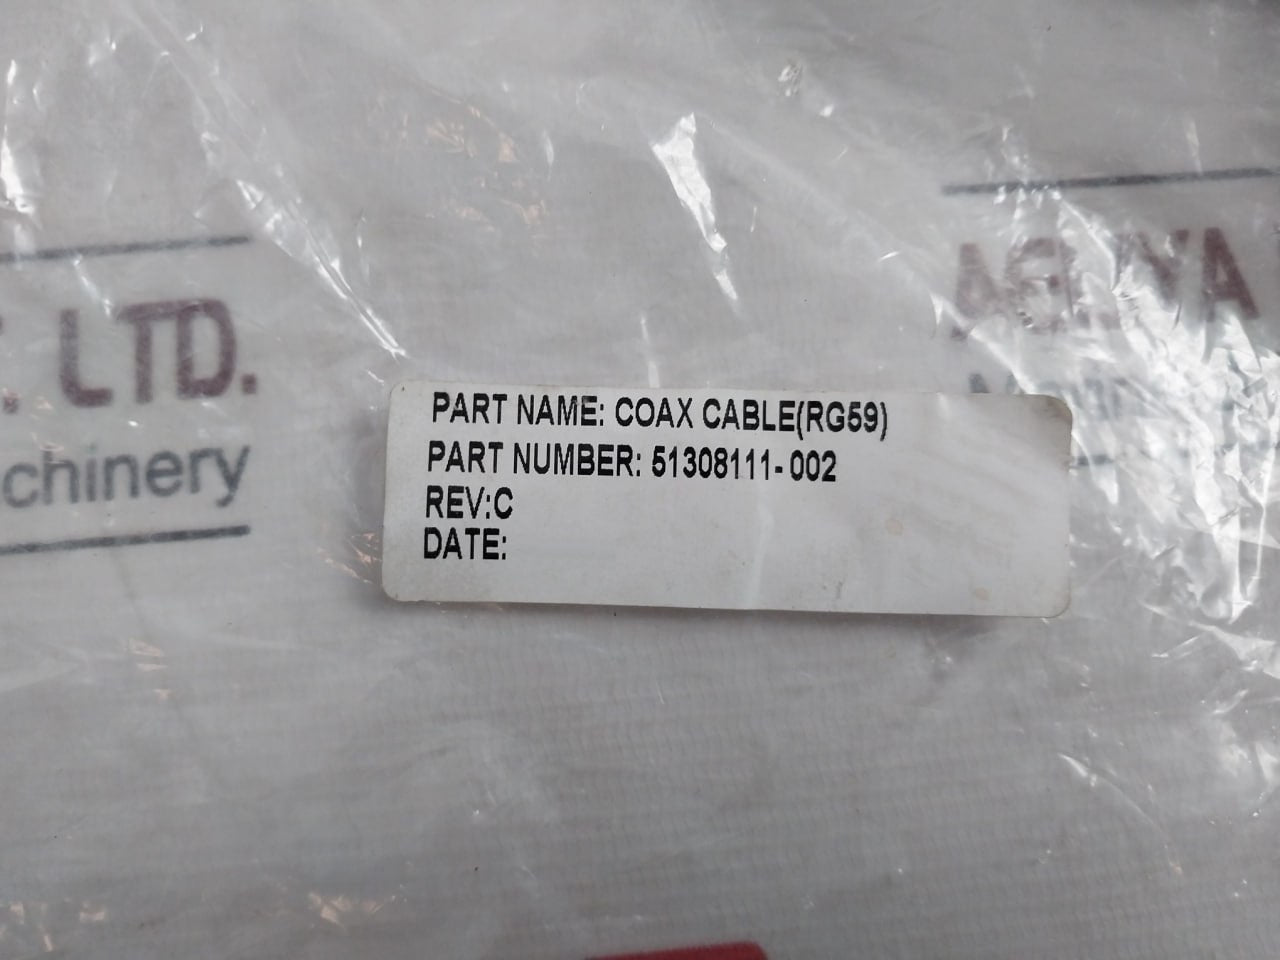 LTD.
chinery
PART NAME: COAX CABLE(RG59)
PART NUMBER: 51308111-002
REV:C
DATE: